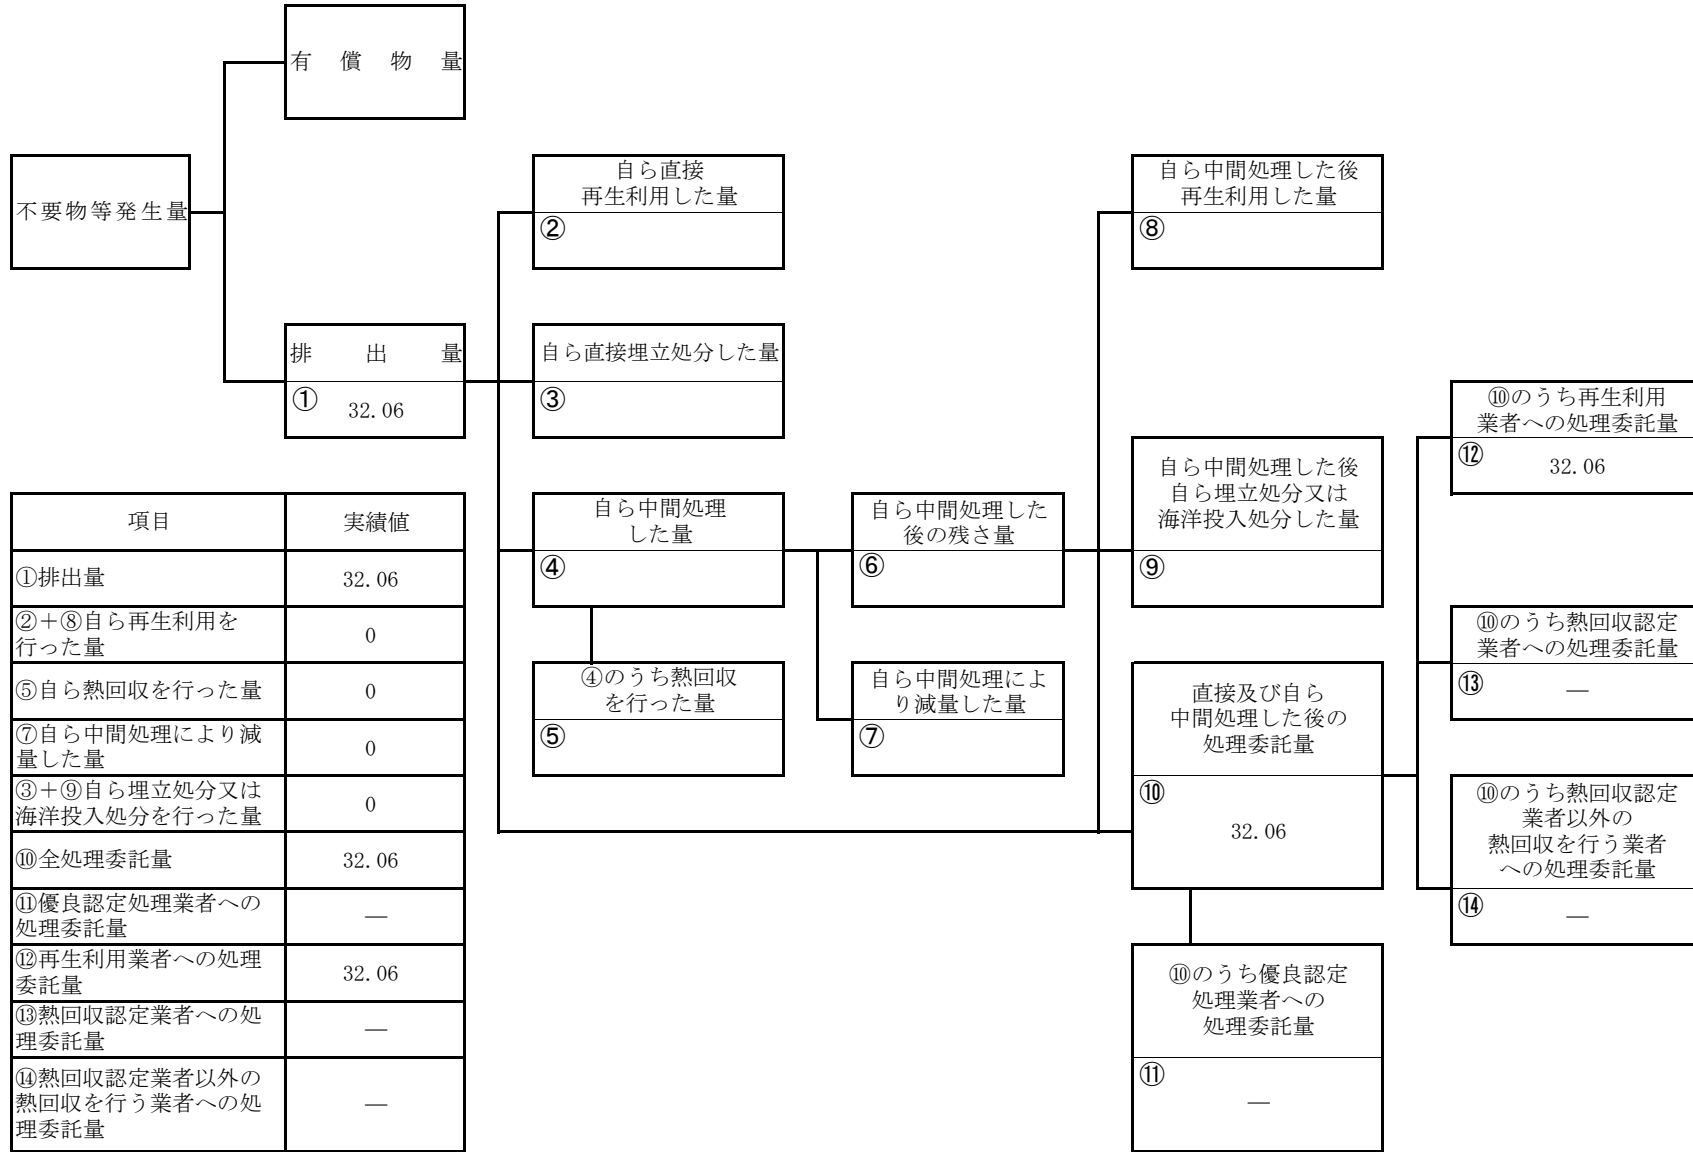 有償物量
不要物等発生量
排出量
①
32.06
自ら直接
再生利用した量
②
自ら直接埋立処分した量
③
自ら中間処理
した量
④
④のうち熱回収
を行った量
⑤
自ら中間処理した
後の残さ量
⑥
自ら中間処理によ
り減量した量
⑦
自ら中間処理した後
再生利用した量
⑧
自ら中間処理した後
自ら埋立処分又は
海洋投入処分した量
⑨
直接及び自ら
中間処理した後の
処理委託量
⑩
32.06
⑩のうち優良認定
処理業者への
処理委託量
⑪
―
⑩のうち再生利用
業者への処理委託量
⑫
32.06
⑩のうち熱回収認定
業者への処理委託量
⑬
―
⑩のうち熱回収認定
業者以外の
熱回収を行う業者
への処理委託量
⑭
―
項目 実績値
①排出量 32.06
②＋⑧自ら再生利用を
行った量 0
⑤自ら熱回収を行った量 0
⑦自ら中間処理により減
量した量 0
③＋⑨自ら埋立処分又は
海洋投入処分を行った量 0
⑩全処理委託量 32.06
⑪優良認定処理業者への
処理委託量 ―
⑫再生利用業者への処理
委託量 32.06
⑬熱回収認定業者への処
理委託量 ―
⑭熱回収認定業者以外の
熱回収を行う業者への処
理委託量 ―